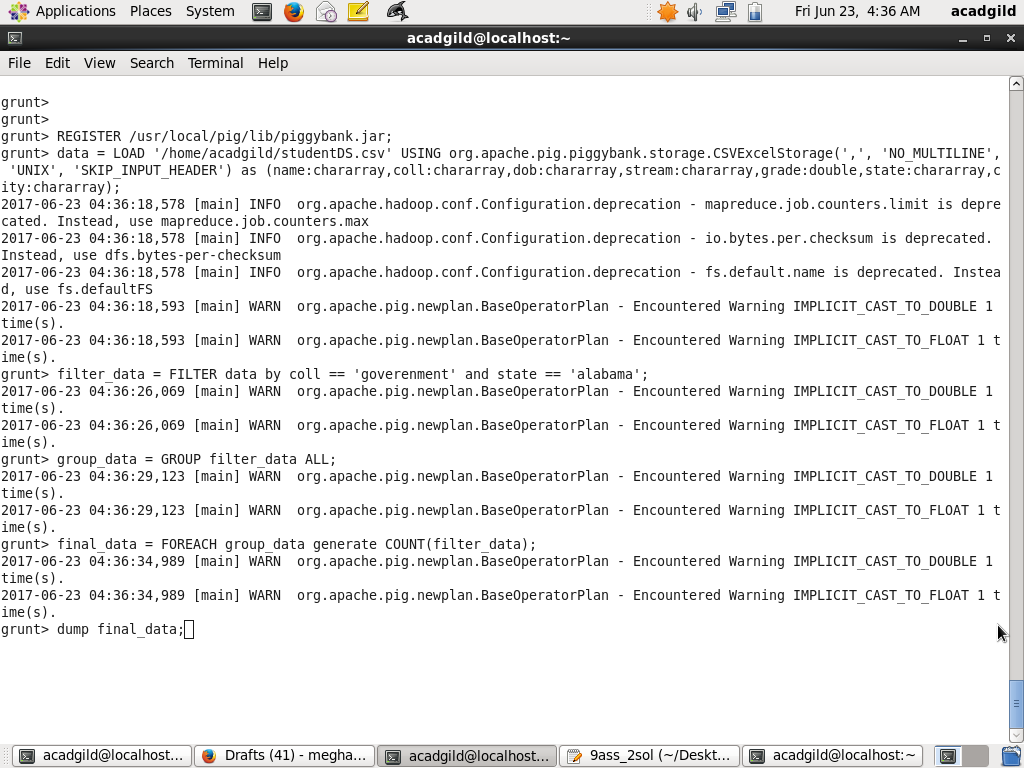 Applications Places System Fri Jun 23, 4:36 AM acadgild
acadgild@localhost:~
File Edit View Search Terminal Help
grunt>
grunt>
grunt> REGISTER /usr/local/pig/lib/piggybank.jar;
grunt> data = LOAD '/home/acadgild/studentDS.csv' USING org.apache.pig.piggybank.storage.CSVExcelStorage(',', 'NO_MULTILINE',
 'UNIX', 'SKIP_INPUT_HEADER') as (name:chararray,coll:chararray,dob:chararray,stream:chararray,grade:double,state:chararray,c
ity:chararray);
2017-06-23 04:36:18,578 [main] INFO  org.apache.hadoop.conf.Configuration.deprecation - mapreduce.job.counters.limit is depre
cated. Instead, use mapreduce.job.counters.max
2017-06-23 04:36:18,578 [main] INFO  org.apache.hadoop.conf.Configuration.deprecation - io.bytes.per.checksum is deprecated.
Instead, use dfs.bytes-per-checksum
2017-06-23 04:36:18,578 [main] INFO  org.apache.hadoop.conf.Configuration.deprecation - fs.default.name is deprecated. Instea
d, use fs.defaultFS
2017-06-23 04:36:18,593 [main] WARN  org.apache.pig.newplan.BaseOperatorPlan - Encountered Warning IMPLICIT_CAST_TO_DOUBLE 1
time(s).
2017-06-23 04:36:18,593 [main] WARN  org.apache.pig.newplan.BaseOperatorPlan - Encountered Warning IMPLICIT_CAST_TO_FLOAT 1 t
ime(s).
grunt> filter_data = FILTER data by coll == 'goverenment' and state == 'alabama';
2017-06-23 04:36:26,069 [main] WARN  org.apache.pig.newplan.BaseOperatorPlan - Encountered Warning IMPLICIT_CAST_TO_DOUBLE 1
time(s).
2017-06-23 04:36:26,069 [main] WARN  org.apache.pig.newplan.BaseOperatorPlan - Encountered Warning IMPLICIT_CAST_TO_FLOAT 1 t
ime(s).
grunt> group_data = GROUP filter_data ALL;
2017-06-23 04:36:29,123 [main] WARN  org.apache.pig.newplan.BaseOperatorPlan - Encountered Warning IMPLICIT_CAST_TO_DOUBLE 1
time(s).
2017-06-23 04:36:29,123 [main] WARN  org.apache.pig.newplan.BaseOperatorPlan - Encountered Warning IMPLICIT_CAST_TO_FLOAT 1 t
ime(s).
grunt> final_data = FOREACH group_data generate COUNT(filter_data);
2017-06-23 04:36:34,989 [main] WARN  org.apache.pig.newplan.BaseOperatorPlan - Encountered Warning IMPLICIT_CAST_TO_DOUBLE 1
time(s).
2017-06-23 04:36:34,989 [main] WARN  org.apache.pig.newplan.BaseOperatorPlan - Encountered Warning IMPLICIT_CAST_TO_FLOAT 1 t
ime(s).
grunt> dump final_data;
acadgild@localhost... Drafts (41) - megha... acadgild@localhost... 9ass_2sol (~/Deskt... acadgild@localhost:~